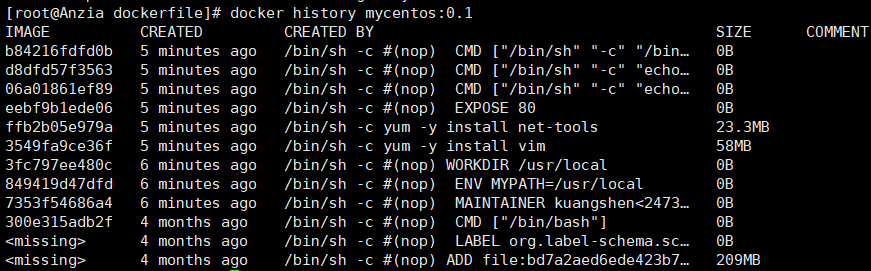 [root@Anzia dockerfile]# docker history mycentos:0.1
IMAGE CREATED CREATED BY SIZE COMMENT
b84216fdfd0b 5 minutes ago /bin/sh -c #(nop) CMD ["/bin/sh" "-c" "/bin… 0B
d8dfd57f3563 5 minutes ago /bin/sh -c #(nop) CMD ["/bin/sh" "-c" "echo… 0B
06a01861ef89 5 minutes ago /bin/sh -c #(nop) CMD ["/bin/sh" "-c" "echo… 0B
eebf9b1ede06 5 minutes ago /bin/sh -c #(nop) EXPOSE 80 0B
ffb2b05e979a 5 minutes ago /bin/sh -c yum -y install net-tools 23.3MB
3549fa9ce36f 5 minutes ago /bin/sh -c yum -y install vim 58MB
3fc797ee480c 6 minutes ago /bin/sh -c #(nop) WORKDIR /usr/local 0B
849419d47dfd 6 minutes ago /bin/sh -c #(nop) ENV MYPATH=/usr/local 0B
7353f54686a4 6 minutes ago /bin/sh -c #(nop) MAINTAINER kuangshen<2473… 0B
300e315adb2f 4 months ago /bin/sh -c #(nop) CMD ["/bin/bash"] 0B
<missing> 4 months ago /bin/sh -c #(nop) LABEL org.label-schema.sc… 0B
<missing> 4 months ago /bin/sh -c #(nop) ADD file:bd7a2aed6ede423b7… 209MB